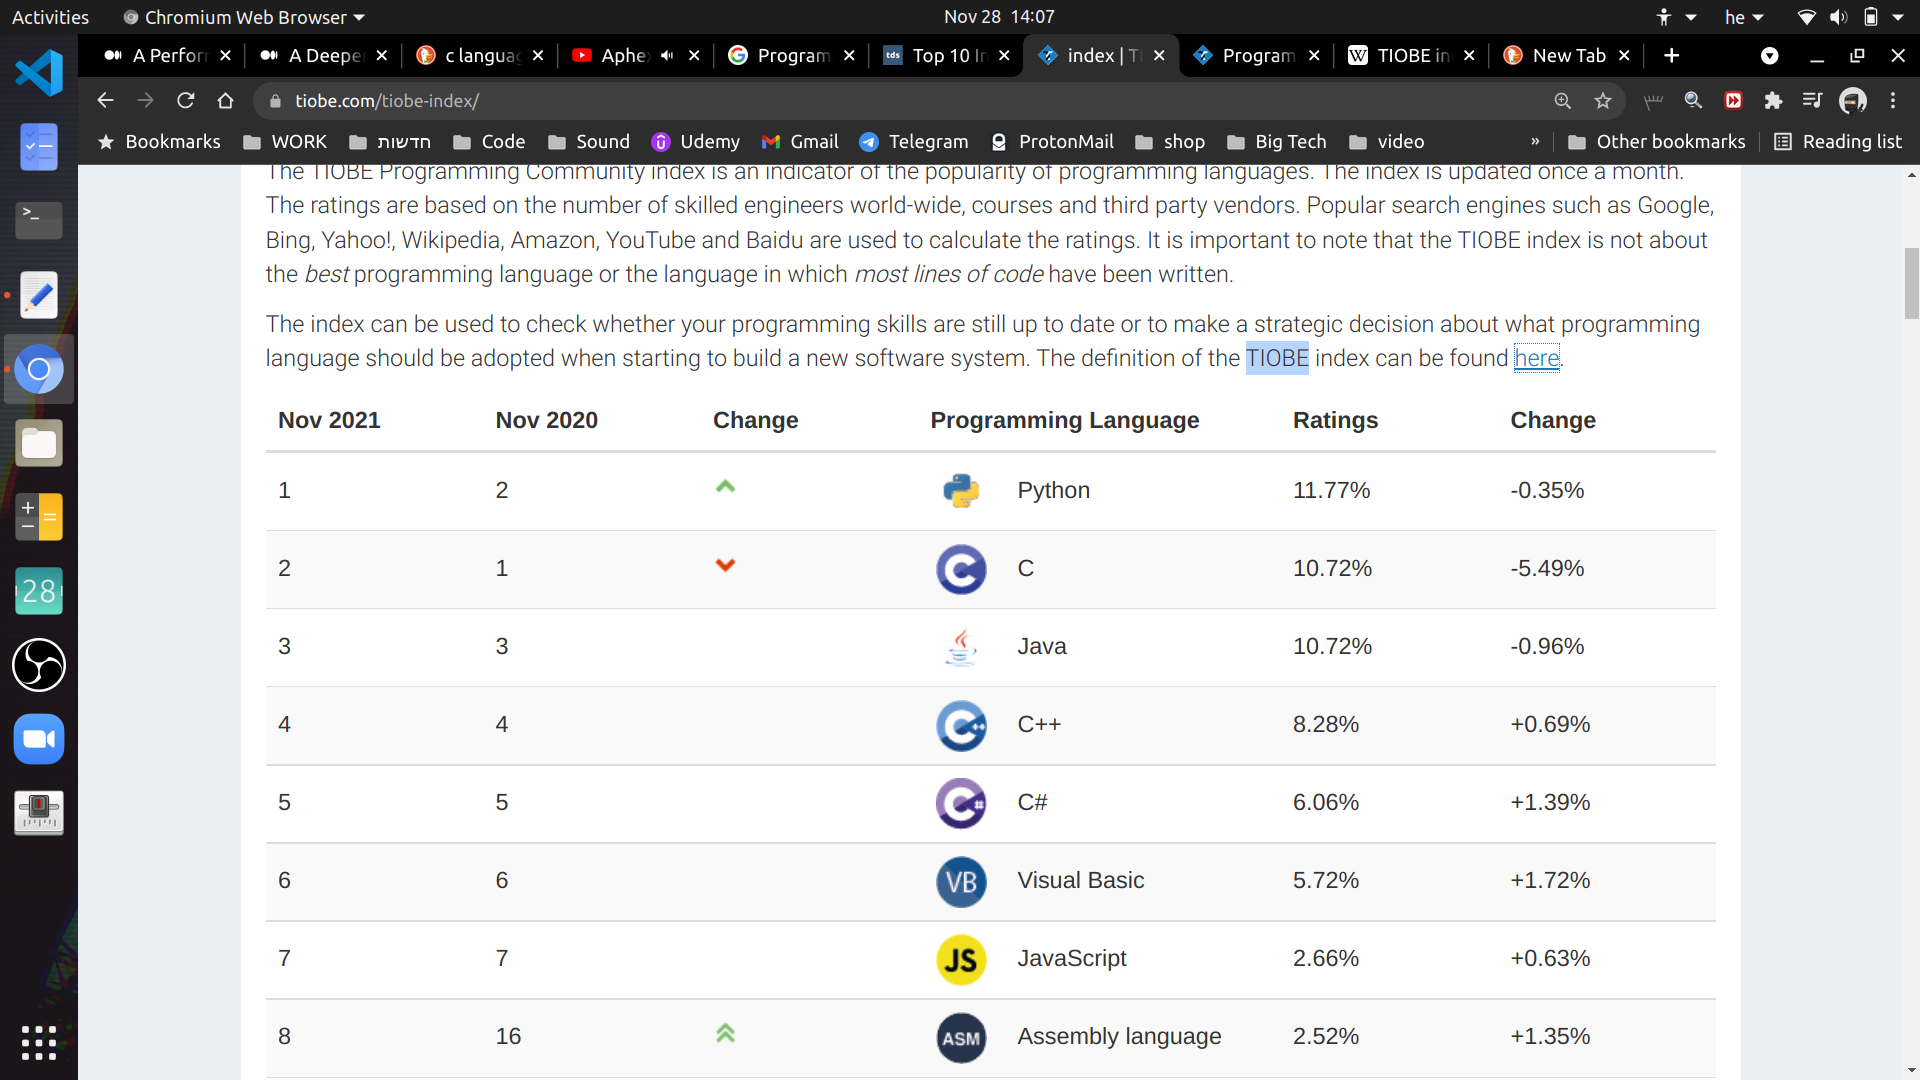 Activities Chromium Web Browser Nov 28 14:07 he
A Perfor A Deepe c langua Aphe Program tds Top 10 In index | TI Program W TIOBE in New Tab
tiobe.com/tiobe-index/
Bookmarks WORK חדשות Code Sound Udemy Gmail Telegram ProtonMail shop Big Tech video » Other bookmarks Reading list
The TIOBE Programming Community index is an indicator of the popularity of programming languages. The index is updated once a month.
The ratings are based on the number of skilled engineers world-wide, courses and third party vendors. Popular search engines such as Google,
Bing, Yahoo!, Wikipedia, Amazon, YouTube and Baidu are used to calculate the ratings. It is important to note that the TIOBE index is not about
the best programming language or the language in which most lines of code have been written.
The index can be used to check whether your programming skills are still up to date or to make a strategic decision about what programming
language should be adopted when starting to build a new software system. The definition of the TIOBE index can be found here.
Nov 2021 Nov 2020 Change Programming Language Ratings Change
1 2 Python 11.77% -0.35%
2 1 C C 10.72% -5.49%
3 3 Java 10.72% -0.96%
4 4 C++ C++ 8.28% +0.69%
5 5 C# C# 6.06% +1.39%
6 6 VB Visual Basic 5.72% +1.72%
7 7 JS JavaScript 2.66% +0.63%
8 16 ASM Assembly language 2.52% +1.35%
28